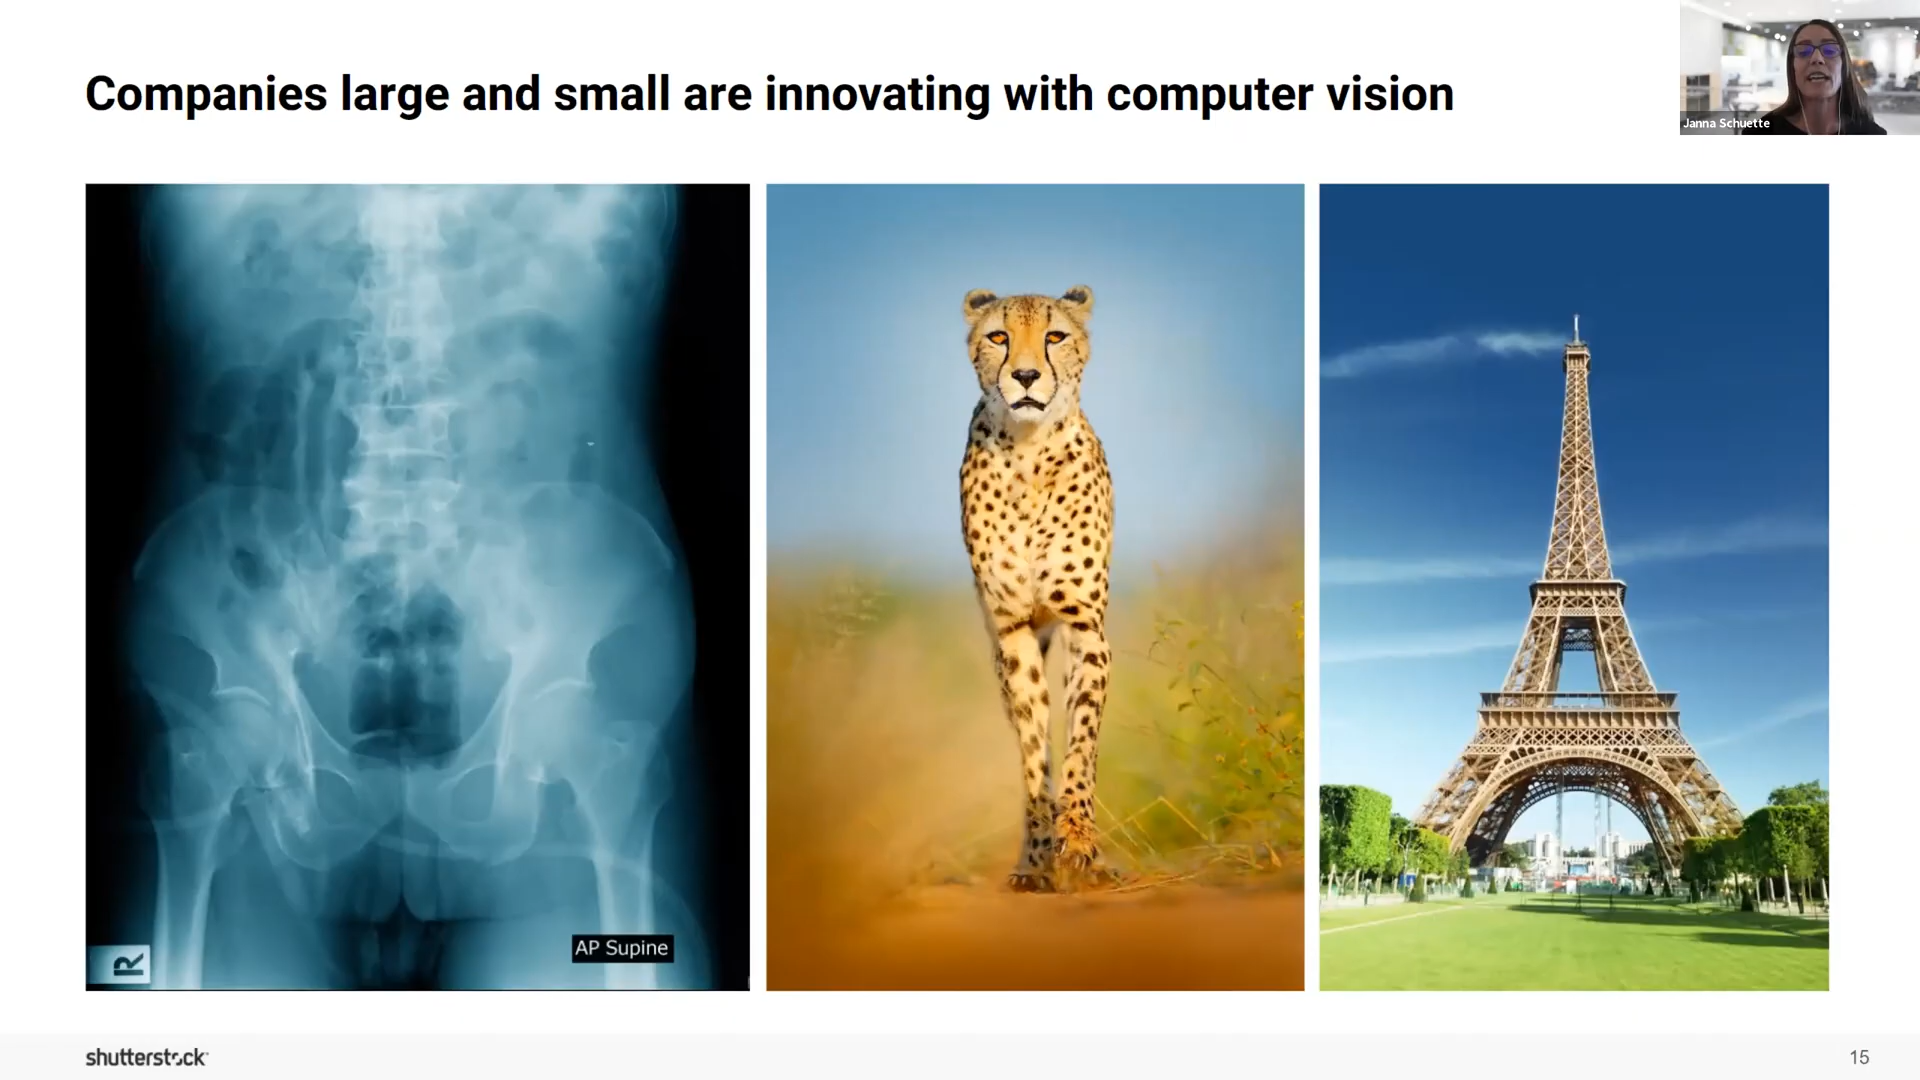 Companies large and small are innovating with computer vision
Janna Schuette
AP Supine
R
shutterstock
15